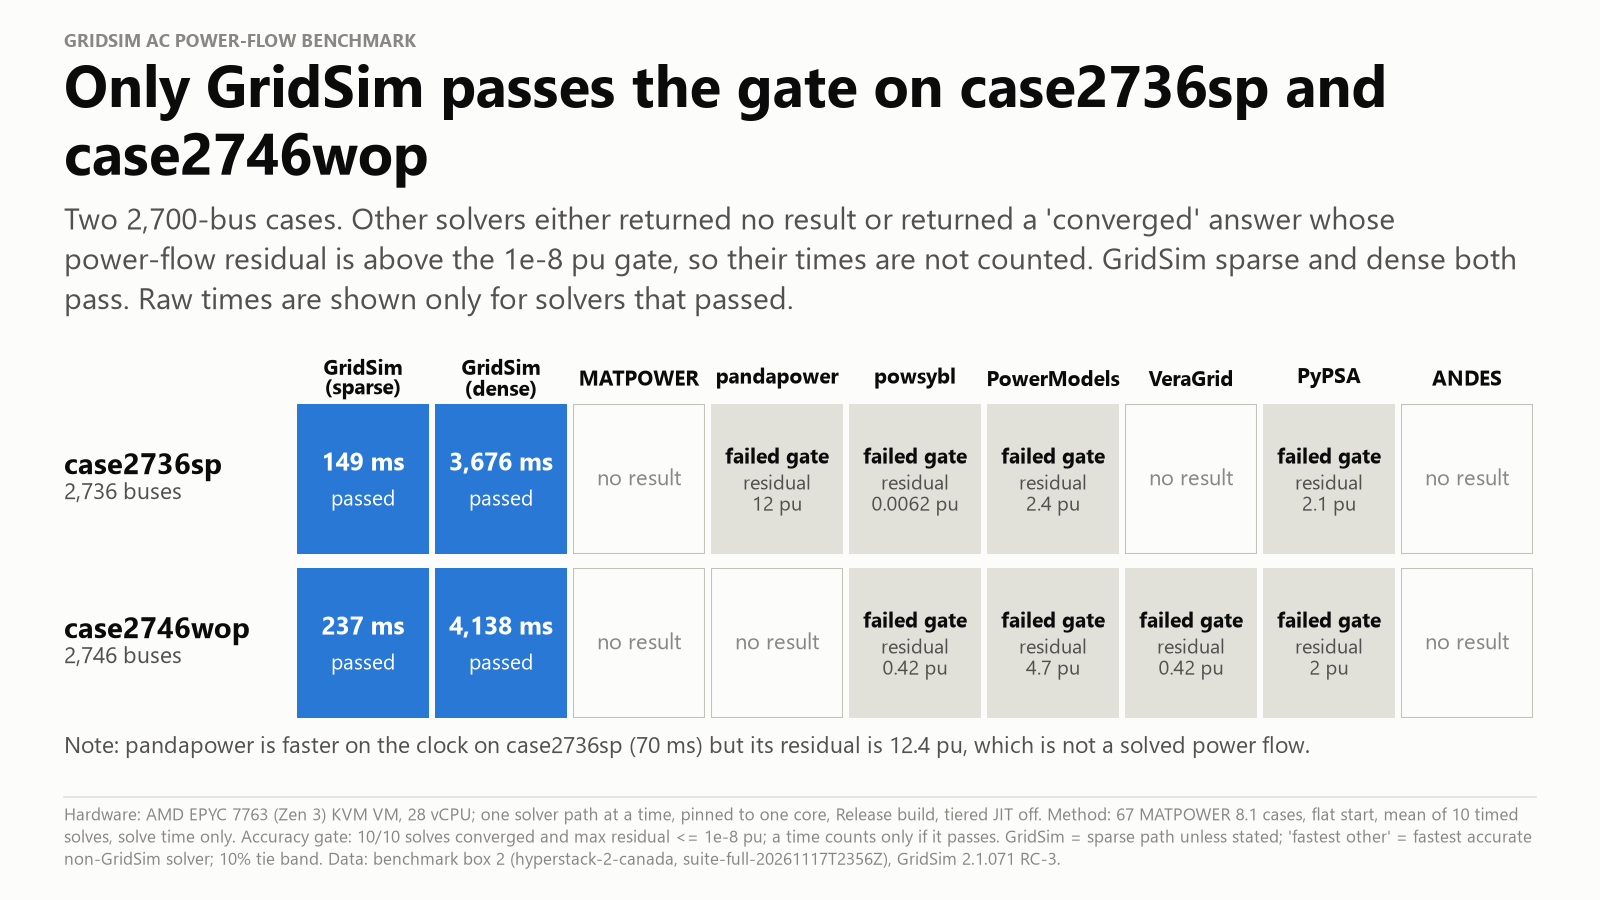 GRIDSIM AC POWER-FLOW BENCHMARK
Only GridSim passes the gate on case2736sp and
case2746wop
Two 2,700-bus cases. Other solvers either returned no result or returned a 'converged' answer whose
power-flow residual is above the 1e-8 pu gate, so their times are not counted. GridSim sparse and dense both
pass. Raw times are shown only for solvers that passed.
GridSim
(sparse)
GridSim
(dense)
MATPOWER
pandapower
powsybl
PowerModels
VeraGrid
PyPSA
ANDES
case2736sp
2,736 buses
149 ms
passed
3,676 ms
passed
no result
failed gate
residual
12 pu
failed gate
residual
0.0062 pu
failed gate
residual
2.4 pu
no result
failed gate
residual
2.1 pu
no result
case2746wop
2,746 buses
237 ms
passed
4,138 ms
passed
no result
no result
failed gate
residual
0.42 pu
failed gate
residual
4.7 pu
failed gate
residual
0.42 pu
failed gate
residual
2 pu
no result
Note: pandapower is faster on the clock on case2736sp (70 ms) but its residual is 12.4 pu, which is not a solved power flow.
Hardware: AMD EPYC 7763 (Zen 3) KVM VM, 28 vCPU; one solver path at a time, pinned to one core, Release build, tiered JIT off. Method: 67 MATPOWER 8.1 cases, flat start, mean of 10 timed
solves, solve time only. Accuracy gate: 10/10 solves converged and max residual <= 1e-8 pu; a time counts only if it passes. GridSim = sparse path unless stated; 'fastest other' = fastest accurate
non-GridSim solver; 10% tie band. Data: benchmark box 2 (hyperstack-2-canada, suite-full-20261117T2356Z), GridSim 2.1.071 RC-3.